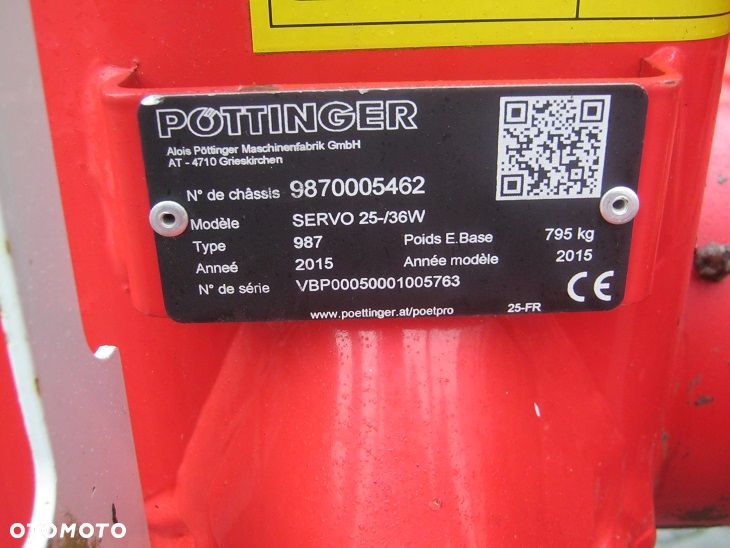 PÖTTINGER
Alois Pöttinger Maschinenfabrik GmbH
AT - 4710 Grieskirchen
N° de châssis 9870005462
Modèle SERVO 25-/36W
Type 987 Poids E.Base 795 kg
Anneé 2015 Année modèle 2015
N° de série VBP00050001005763
www.poettinger.at/poetpro 25-FR
CE
OTOMOTO